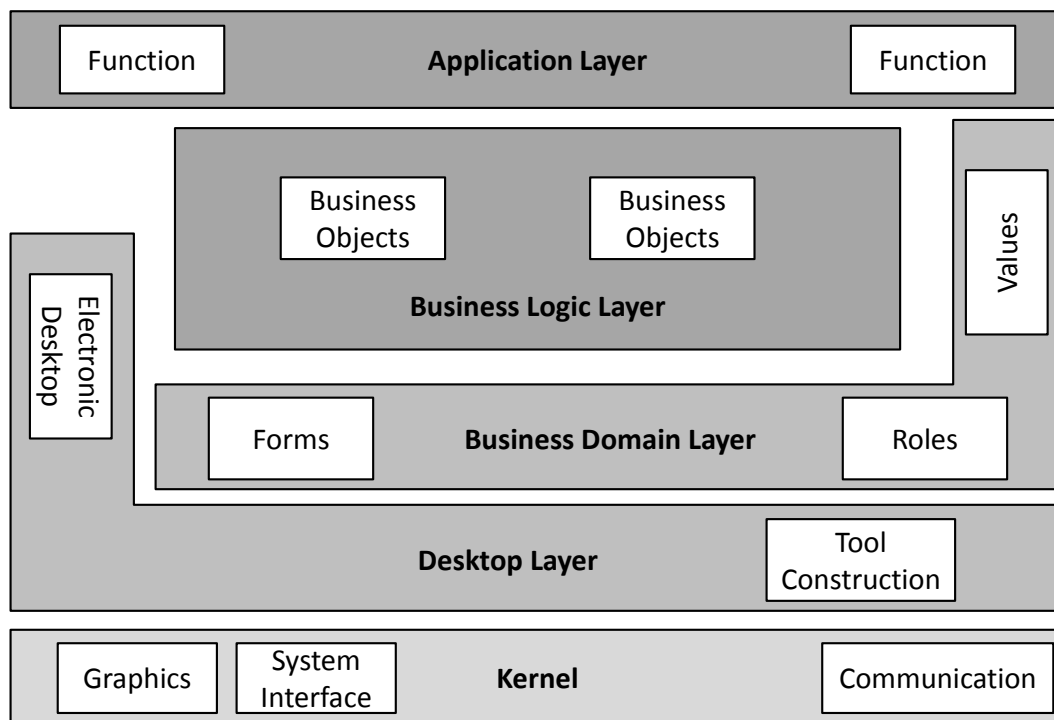 Function
Application Layer
Function
Business
Objects
Business
Objects
Values
Business Logic Layer
Electronic
Desktop
Forms
Business Domain Layer
Roles
Desktop Layer
Tool
Construction
Graphics
System
Interface
Kernel
Communication